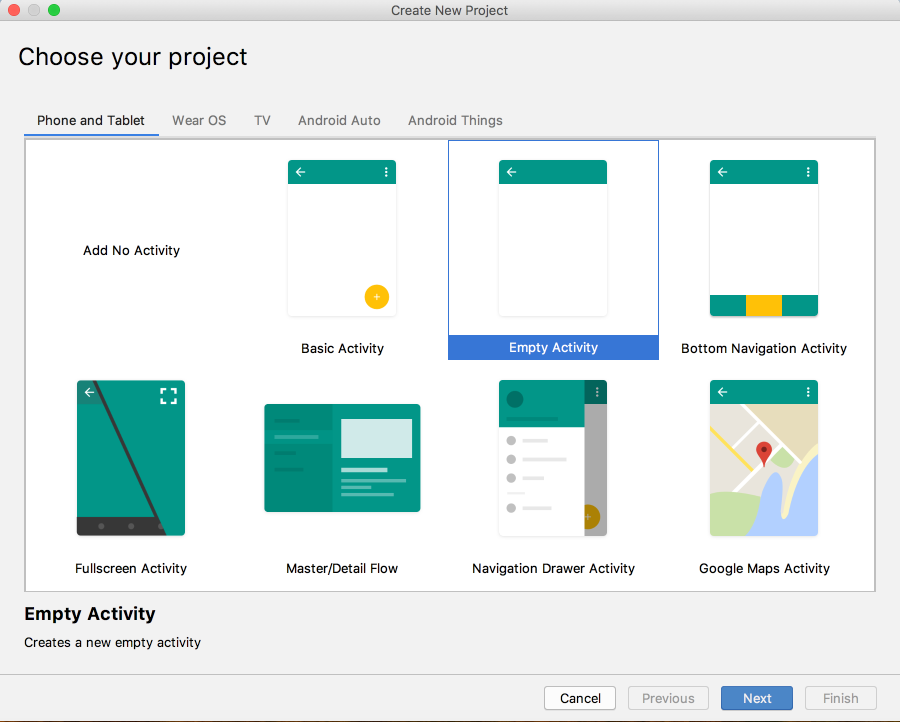 Create New Project
Choose your project
Phone and Tablet Wear OS TV Android Auto Android Things
Add No Activity
Basic Activity
Empty Activity
Bottom Navigation Activity
Fullscreen Activity
Master/Detail Flow
Navigation Drawer Activity
Google Maps Activity
Empty Activity
Creates a new empty activity
Cancel Previous Next Finish